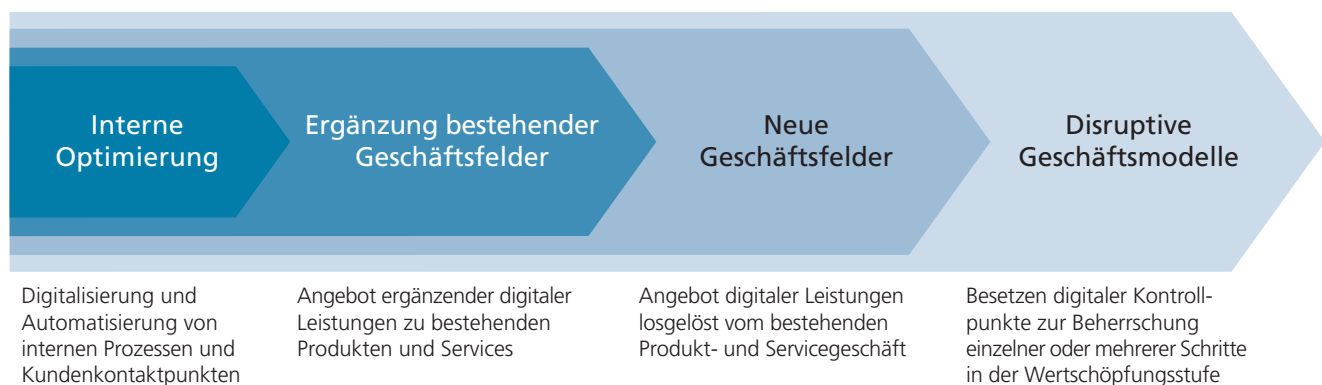 Interne
Optimierung
Ergänzung bestehender
Geschäftsfelder
Neue
Geschäftsfelder
Disruptive
Geschäftsmodelle
Digitalisierung und
Automatisierung von
internen Prozessen und
Kundenkontaktpunkten
Angebot ergänzender digitaler
Leistungen zu bestehenden
Produkten und Services
Angebot digitaler Leistungen
losgelöst vom bestehenden
Produkt- und Servicegeschäft
Besetzen digitaler Kontroll-
punkte zur Beherrschung
einzelner oder mehrerer Schritte
in der Wertschöpfungsstufe